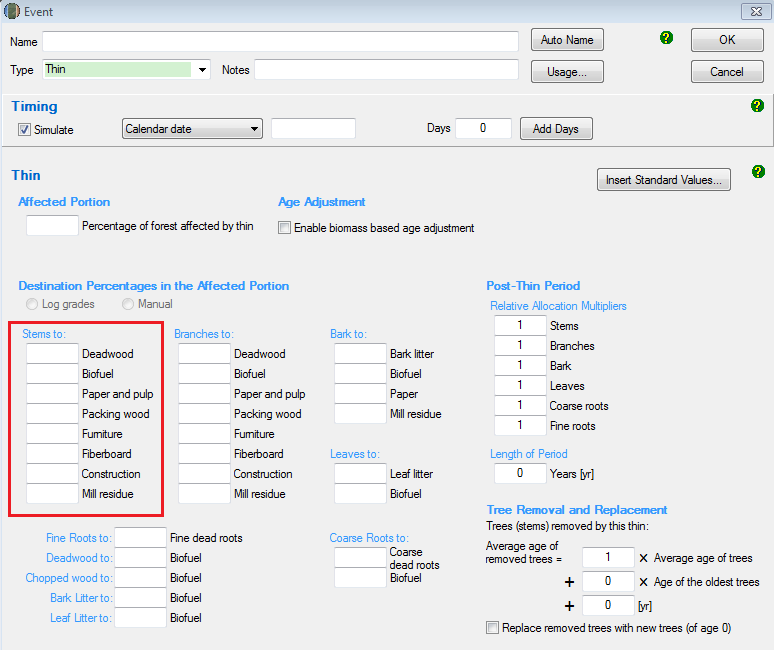 Event
Name Auto Name ? OK
Type Thin Notes Usage... Cancel
Timing ?
Simulate Calendar date Days 0 Add Days
Thin Insert Standard Values... ?
Affected Portion Age Adjustment
Percentage of forest affected by thin Enable biomass based age adjustment
Destination Percentages in the Affected Portion Post-Thin Period
Log grades Manual Relative Allocation Multipliers
Stems to: Branches to: Bark to: 1 Stems
Deadwood Deadwood Bark litter 1 Branches
Biofuel Biofuel Biofuel 1 Bark
Paper and pulp Paper and pulp Paper 1 Leaves
Packing wood Packing wood Mill residue 1 Coarse roots
Furniture Furniture 1 Fine roots
Fiberboard Fiberboard Leaves to: Length of Period
Construction Construction Leaf litter 0 Years [yr]
Mill residue Mill residue Biofuel
Tree Removal and Replacement
Trees (stems) removed by this thin:
Fine Roots to: Fine dead roots Coarse Roots to:
Deadwood to: Biofuel Coarse dead roots
Chopped wood to: Biofuel Biofuel
Bark Litter to: Biofuel
Leaf Litter to: Biofuel
Average age of removed trees = 1 × Average age of trees
+ 0 × Age of the oldest trees
+ 0 [yr]
Replace removed trees with new trees (of age 0)